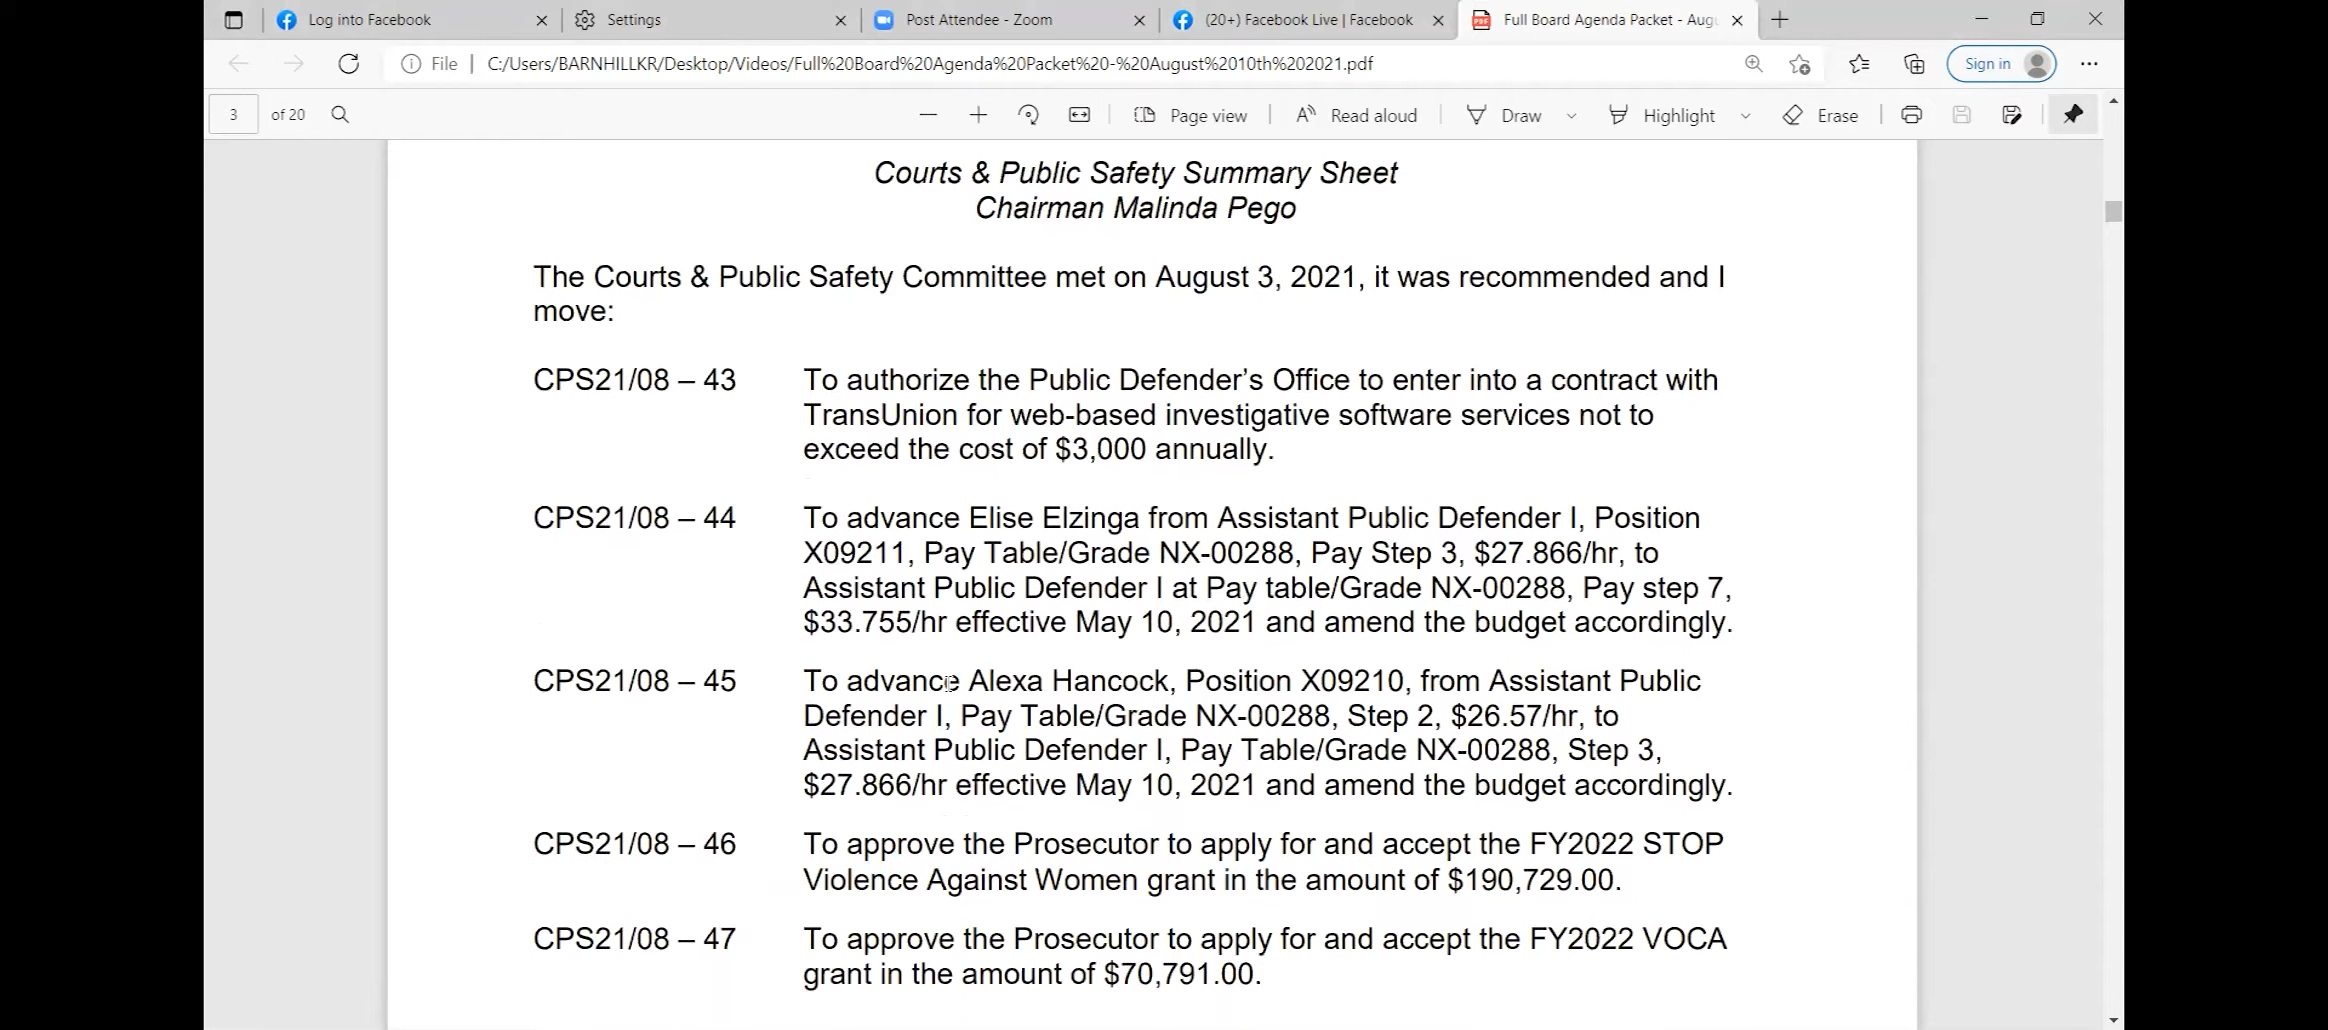 Log into Facebook
Settings
Post Attendee - Zoom
(20+) Facebook Live | Facebook
Full Board Agenda Packet - Aug
File
C:/Users/BARNHILLKR/Desktop/Videos/Full%20Board%20Agenda%20Packet%20-%20August%2010th%202021.pdf
Sign in
3
of 20
Page view
Read aloud
Draw
Highlight
Erase
Courts & Public Safety Summary Sheet
Chairman Malinda Pego
The Courts & Public Safety Committee met on August 3, 2021, it was recommended and I
move:
CPS21/08 – 43 To authorize the Public Defender's Office to enter into a contract with
TransUnion for web-based investigative software services not to
exceed the cost of $3,000 annually.
CPS21/08 – 44 To advance Elise Elzinga from Assistant Public Defender I, Position
X09211, Pay Table/Grade NX-00288, Pay Step 3, $27.866/hr, to
Assistant Public Defender I at Pay table/Grade NX-00288, Pay step 7,
$33.755/hr effective May 10, 2021 and amend the budget accordingly.
CPS21/08 – 45 To advance Alexa Hancock, Position X09210, from Assistant Public
Defender I, Pay Table/Grade NX-00288, Step 2, $26.57/hr, to
Assistant Public Defender I, Pay Table/Grade NX-00288, Step 3,
$27.866/hr effective May 10, 2021 and amend the budget accordingly.
CPS21/08 – 46 To approve the Prosecutor to apply for and accept the FY2022 STOP
Violence Against Women grant in the amount of $190,729.00.
CPS21/08 – 47 To approve the Prosecutor to apply for and accept the FY2022 VOCA
grant in the amount of $70,791.00.